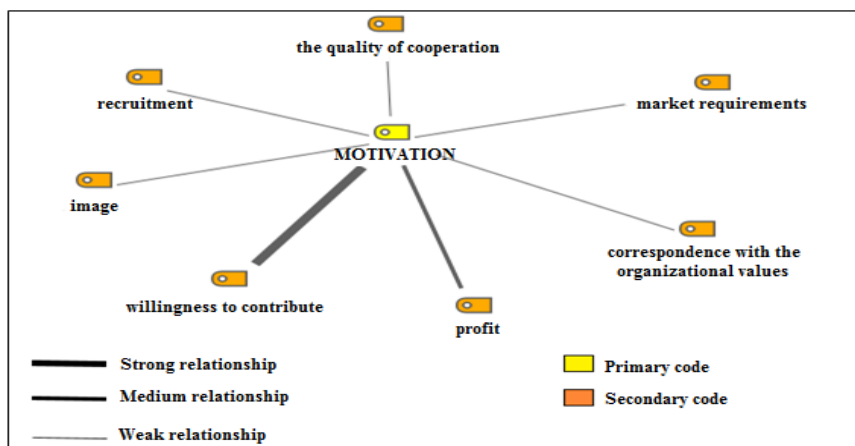 the quality of cooperation
recruitment
market requirements
MOTIVATION
image
correspondence with the
organizational values
willingness to contribute
profit
Strong relationship
Primary code
Medium relationship
Secondary code
Weak relationship